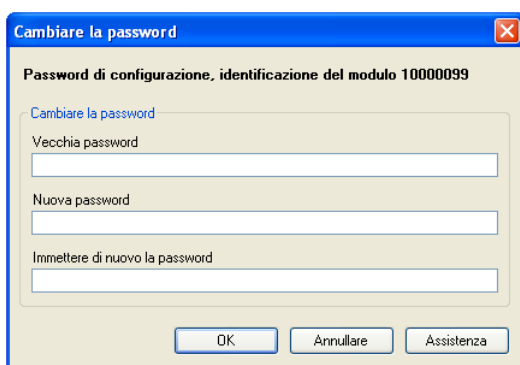 Cambiare la password
Password di configurazione, identificazione del modulo 10000099
Cambiare la password
Vecchia password
Nuova password
Immettere di nuovo la password
OK Annullare Assistenza